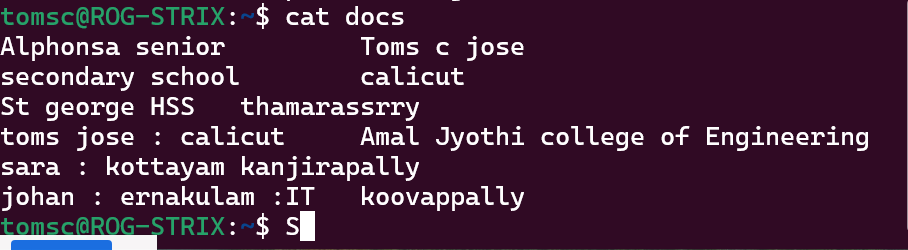 tomsc@ROG-STRIX:~$ cat docs
Alphonsa senior         Toms c jose
secondary school        calicut
St george HSS   thamarassrry
toms jose : calicut     Amal Jyothi college of Engineering
sara : kottayam kanjirapally
johan : ernakulam :IT   koovappally
tomsc@ROG-STRIX:~$ S